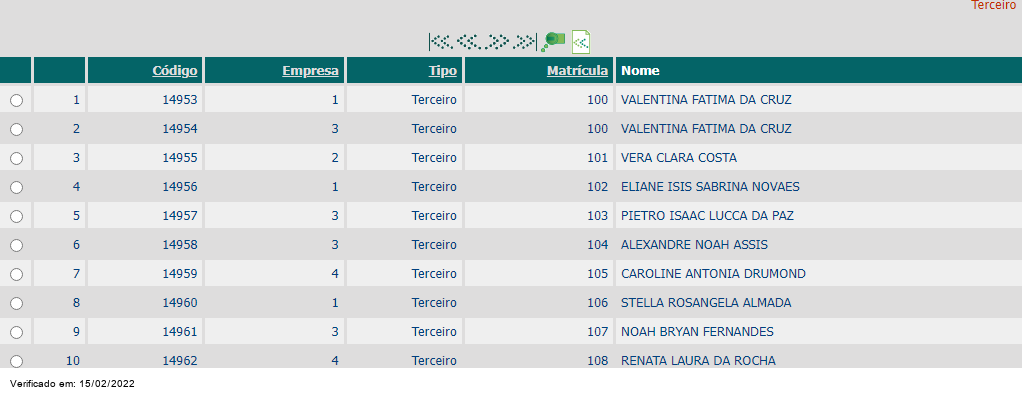 Terceiro
Código Empresa Tipo Matrícula Nome
1 14953 1 Terceiro 100 VALENTINA FATIMA DA CRUZ
2 14954 3 Terceiro 100 VALENTINA FATIMA DA CRUZ
3 14955 2 Terceiro 101 VERA CLARA COSTA
4 14956 1 Terceiro 102 ELIANE ISIS SABRINA NOVAES
5 14957 3 Terceiro 103 PIETRO ISAAC LUCCA DA PAZ
6 14958 3 Terceiro 104 ALEXANDRE NOAH ASSIS
7 14959 4 Terceiro 105 CAROLINE ANTONIA DRUMOND
8 14960 1 Terceiro 106 STELLA ROSANGELA ALMADA
9 14961 3 Terceiro 107 NOAH BRYAN FERNANDES
10 14962 4 Terceiro 108 RENATA LAURA DA ROCHA
Verificado em: 15/02/2022